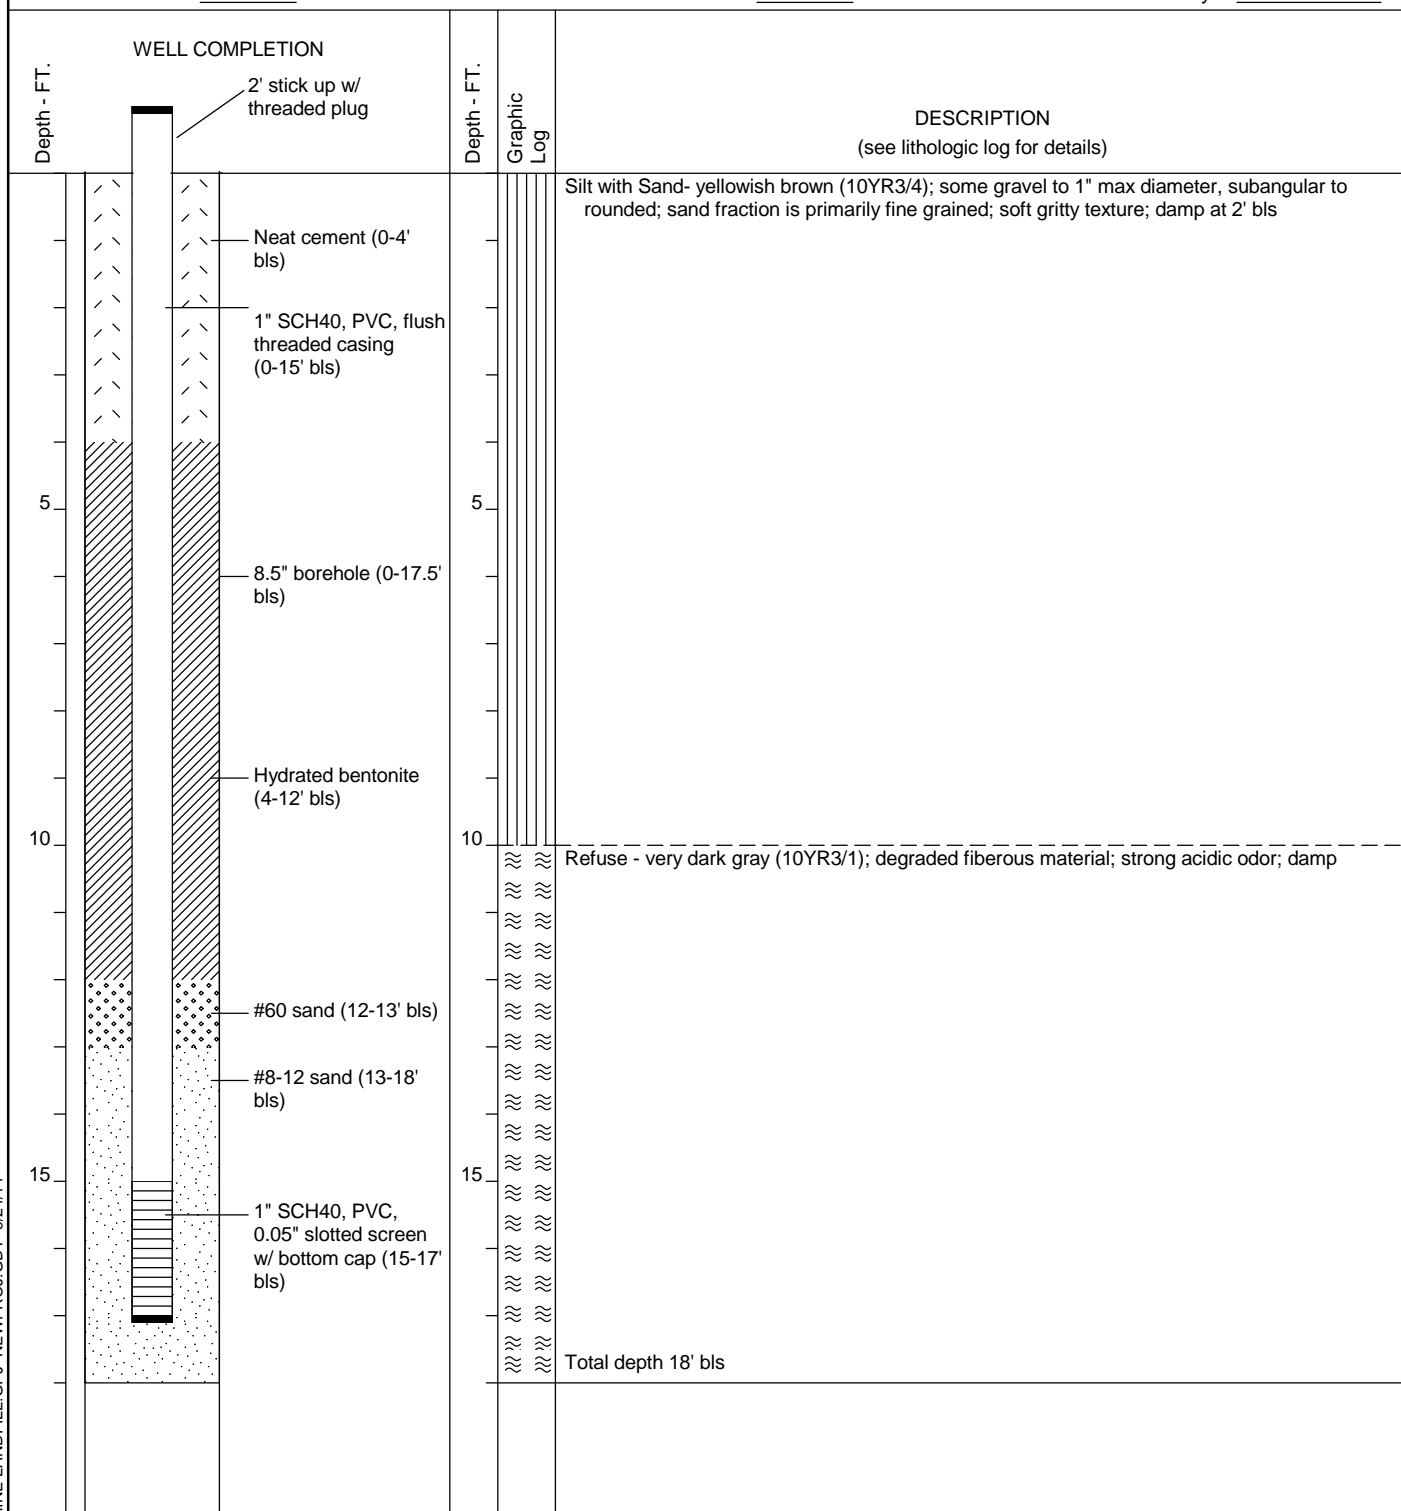 WELL COMPLETION
Depth - FT.
2' stick up w/
threaded plug
Depth - FT.
Graphic
Log
DESCRIPTION
(see lithologic log for details)
Silt with Sand- yellowish brown (10YR3/4); some gravel to 1" max diameter, subangular to
rounded; sand fraction is primarily fine grained; soft gritty texture; damp at 2' bls
Neat cement (0-4'
bls)
1" SCH40, PVC, flush
threaded casing
(0-15' bls)
5
5
8.5" borehole (0-17.5'
bls)
Hydrated bentonite
(4-12' bls)
10
10
Refuse - very dark gray (10YR3/1); degraded fiberous material; strong acidic odor; damp
#60 sand (12-13' bls)
#8-12 sand (13-18'
bls)
15
15
1" SCH40, PVC,
0.05" slotted screen
w/ bottom cap (15-17'
bls)
Total depth 18' bls